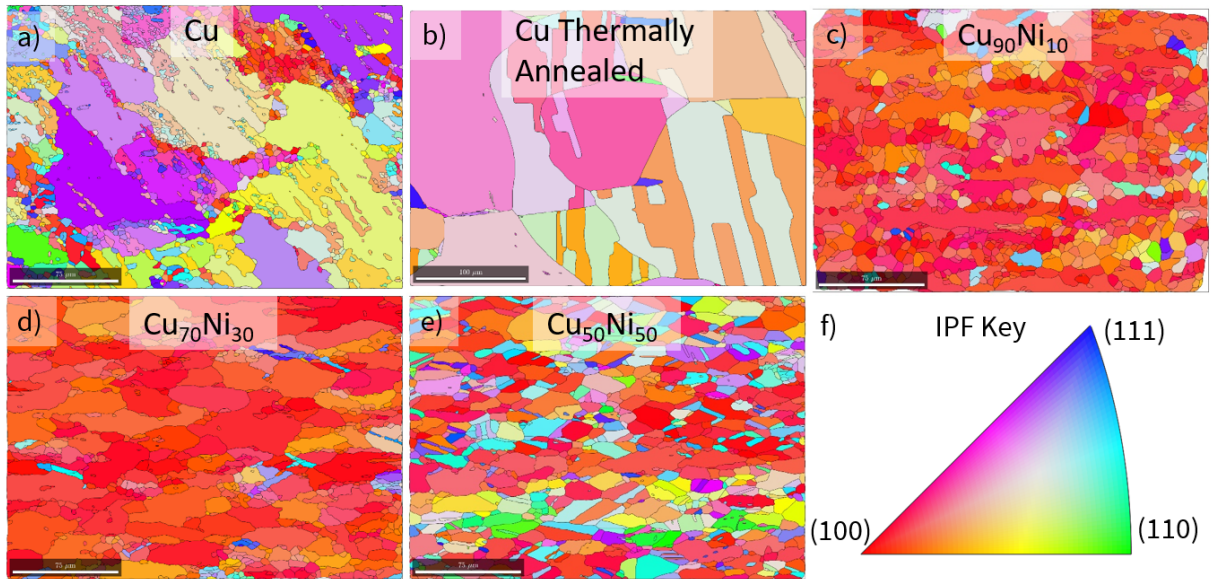 a)
Cu
75 μm
b)
Cu Thermally
Annealed
100 μm
c)
Cu₉₀Ni₁₀
75 μm
d)
Cu₇₀Ni₃₀
75 μm
e)
Cu₅₀Ni₅₀
75 μm
f)
IPF Key
(111)
(100)
(110)